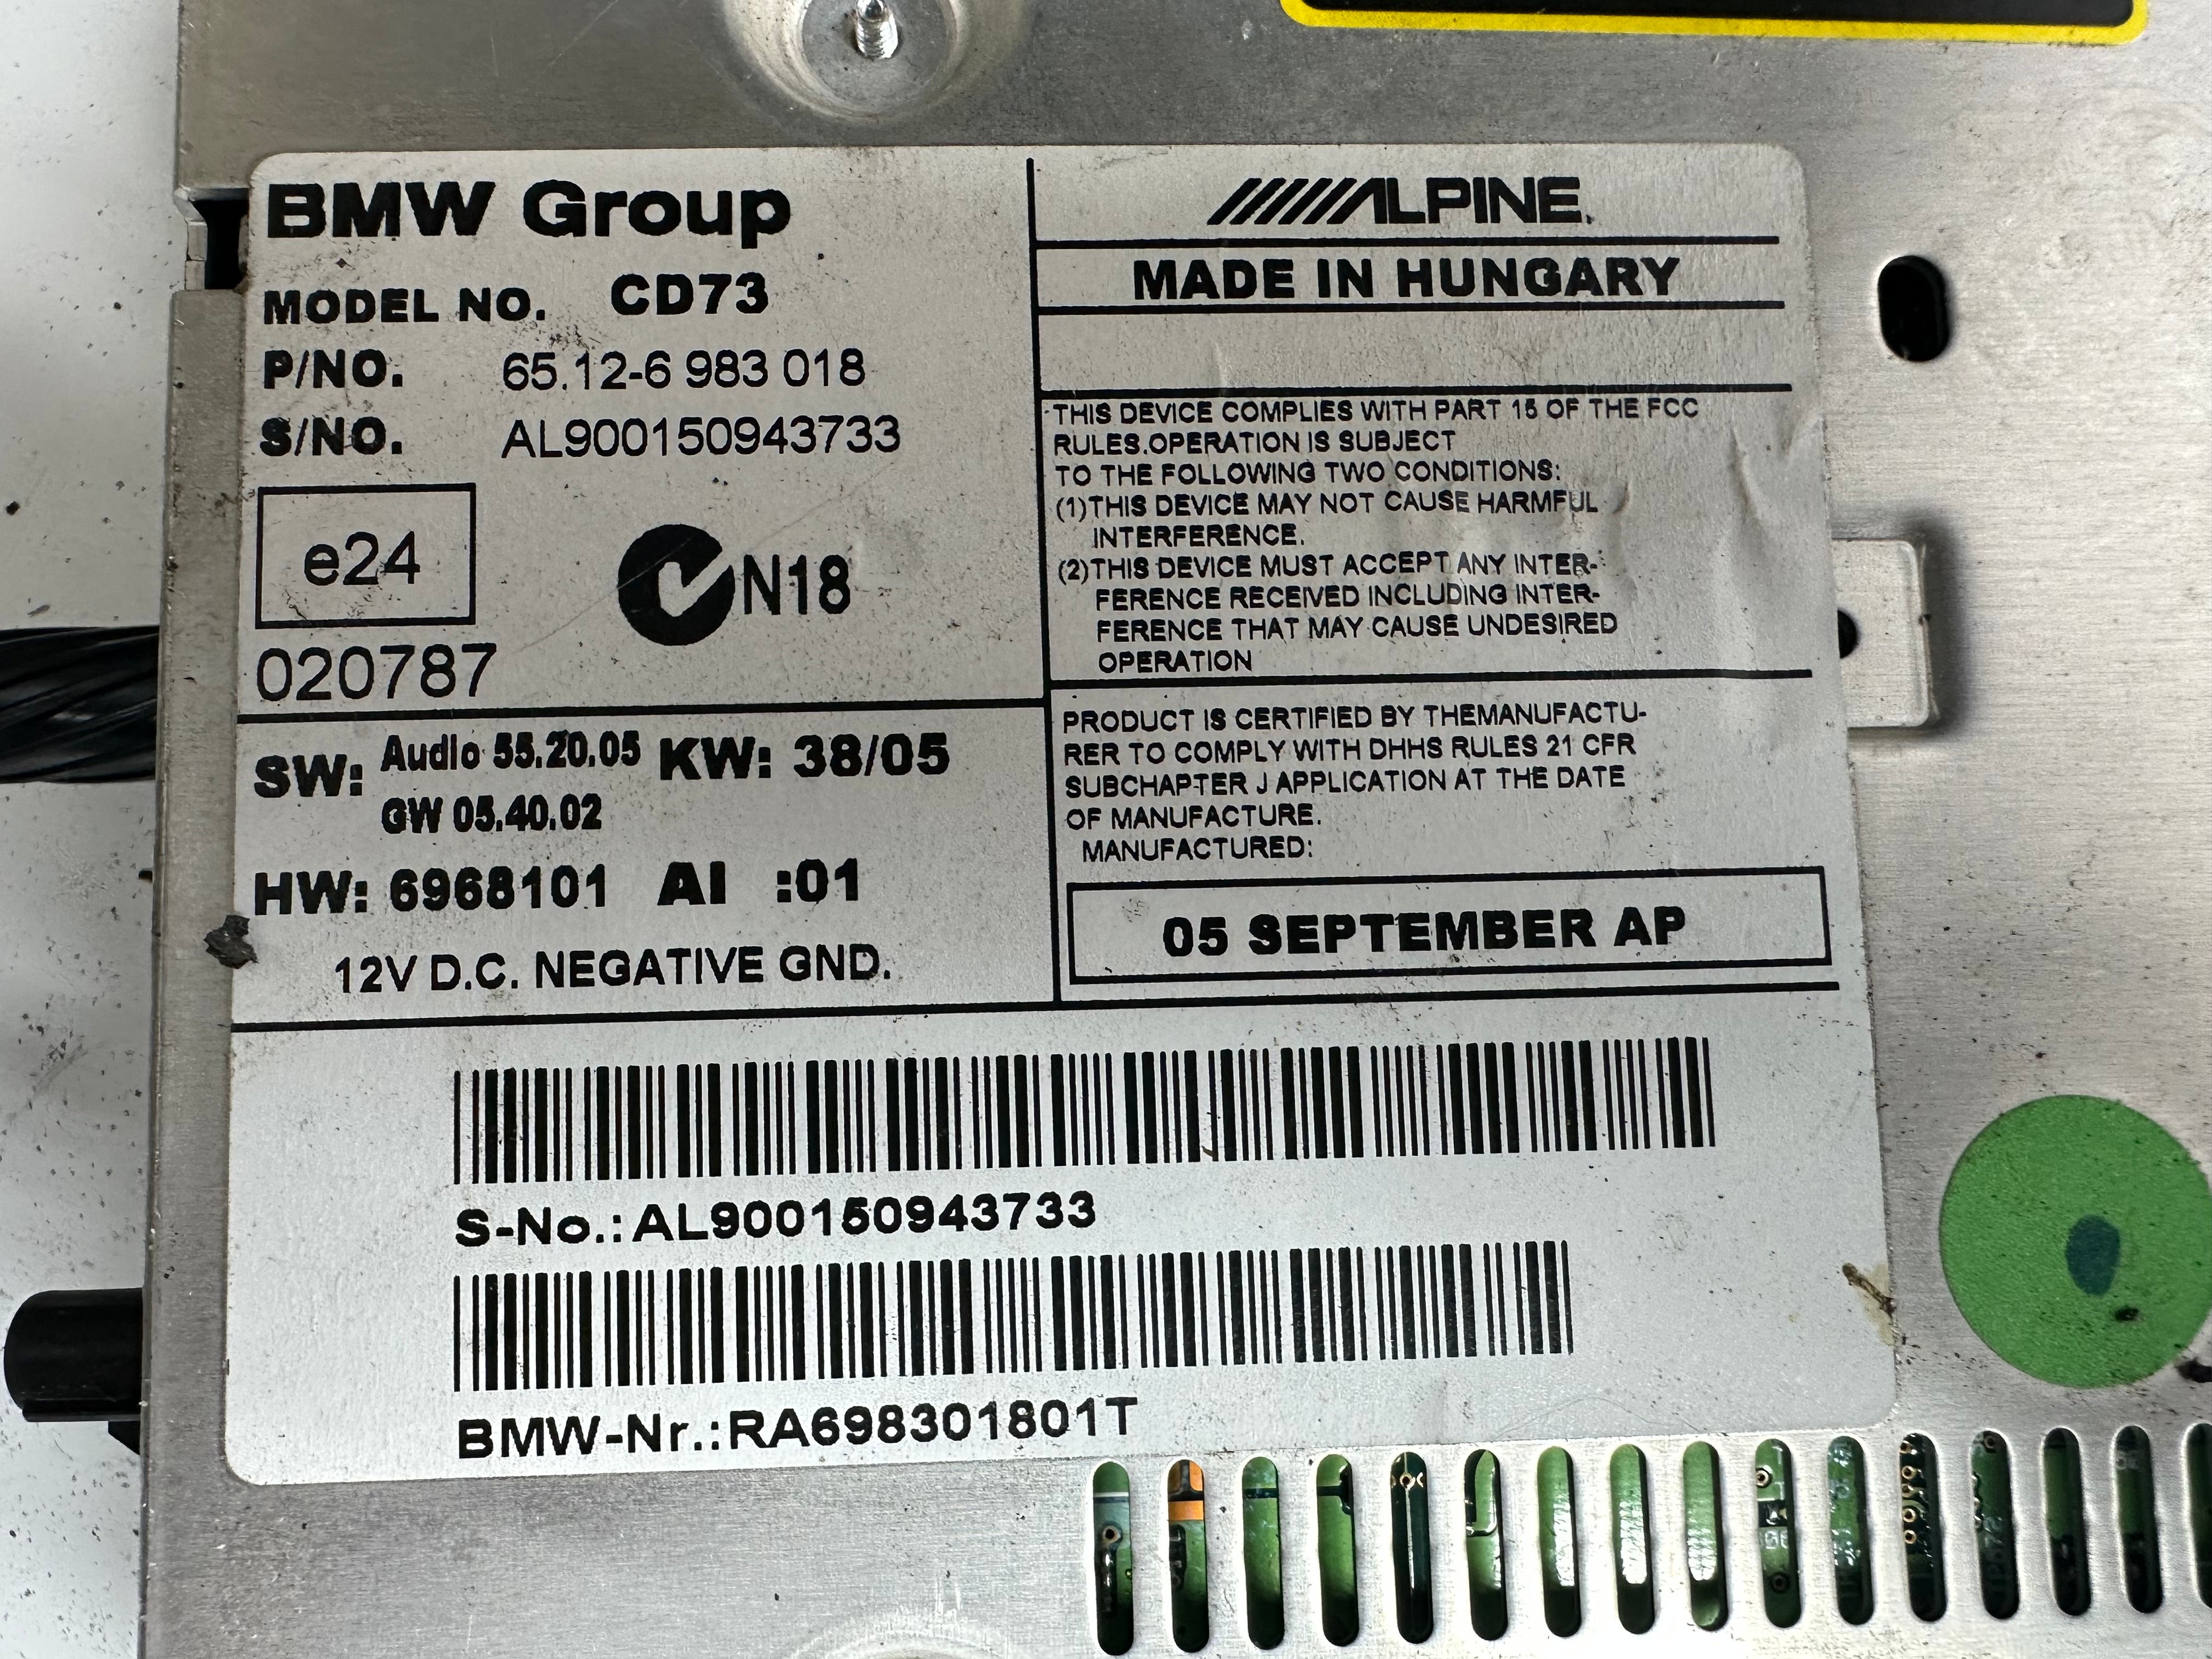 BMW Group
MODEL NO. CD73
P/NO. 65.12-6 983 018
S/NO. AL900150943733
e24
N18
020787
SW: Audio 55.20.05 KW: 38/05
GW 05.40.02
HW: 6968101 AI :01
12V D.C. NEGATIVE GND.
ALPINE.
MADE IN HUNGARY
THIS DEVICE COMPLIES WITH PART 15 OF THE FCC
RULES.OPERATION IS SUBJECT
TO THE FOLLOWING TWO CONDITIONS:
(1)THIS DEVICE MAY NOT CAUSE HARMFUL
INTERFERENCE.
(2)THIS DEVICE MUST ACCEPT ANY INTER-
FERENCE RECEIVED INCLUDING INTER-
FERENCE THAT MAY CAUSE UNDESIRED
OPERATION
PRODUCT IS CERTIFIED BY THEMANUFACTU-
RER TO COMPLY WITH DHHS RULES 21 CFR
SUBCHAPTER J APPLICATION AT THE DATE
OF MANUFACTURE.
MANUFACTURED:
05 SEPTEMBER AP
S-No.:AL900150943733
BMW-Nr.:RA698301801T